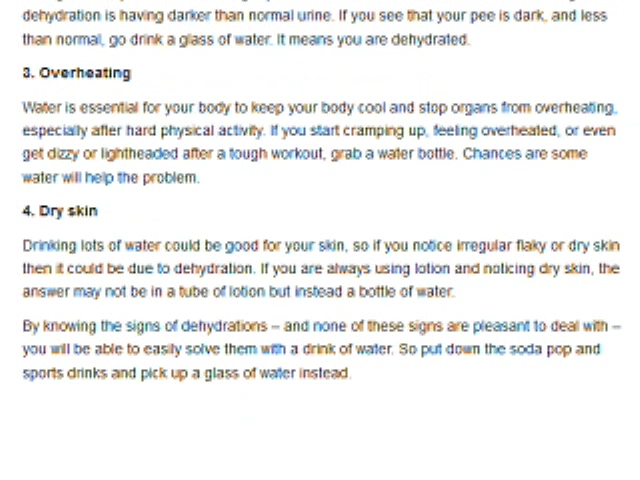 dehydration is having darker than normal urine. If you see that your pee is dark, and less
than normal, go drink a glass of water. It means you are dehydrated.
3. Overheating
Water is essential for your body to keep your body cool and stop organs from overheating,
especially after hard physical activity. If you start cramping up, feeling overheated, or even
get dizzy or lightheaded after a tough workout, grab a water bottle. Chances are some
water will help the problem.
4. Dry skin
Drinking lots of water could be good for your skin, so if you notice irregular flaky or dry skin
then it could be due to dehydration. If you are always using lotion and noticing dry skin, the
answer may not be in a tube of lotion but instead a bottle of water.
By knowing the signs of dehydrations – and none of these signs are pleasant to deal with –
you will be able to easily solve them with a drink of water. So put down the soda pop and
sports drinks and pick up a glass of water instead.